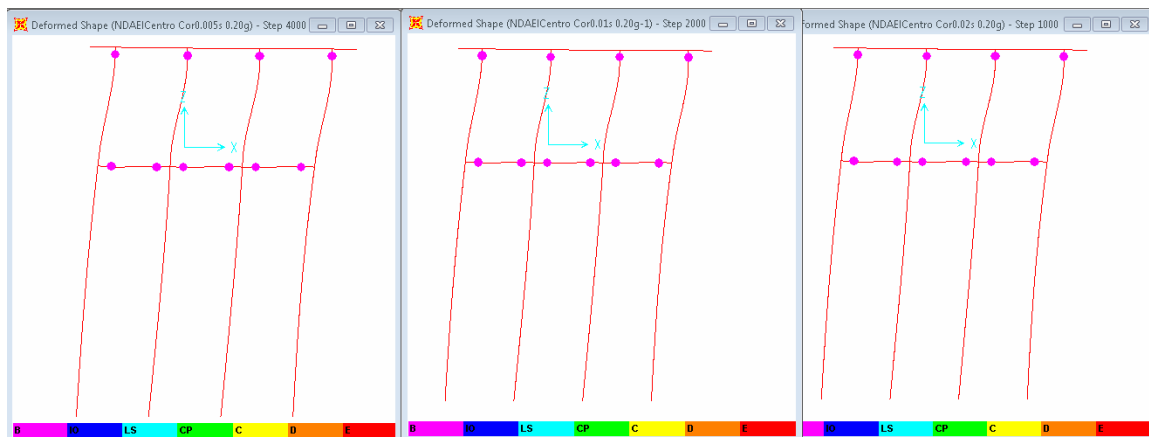 Deformed Shape (NDAElCentro Cor0.005s 0.20g) - Step 4000
Z
X
B IO LS CP C D E
Deformed Shape (NDAElCentro Cor0.01s 0.20g-1) - Step 2000
Z
X
B IO LS CP C D E
Deformed Shape (NDAElCentro Cor0.02s 0.20g) - Step 1000
Z
X
IO LS CP C D E